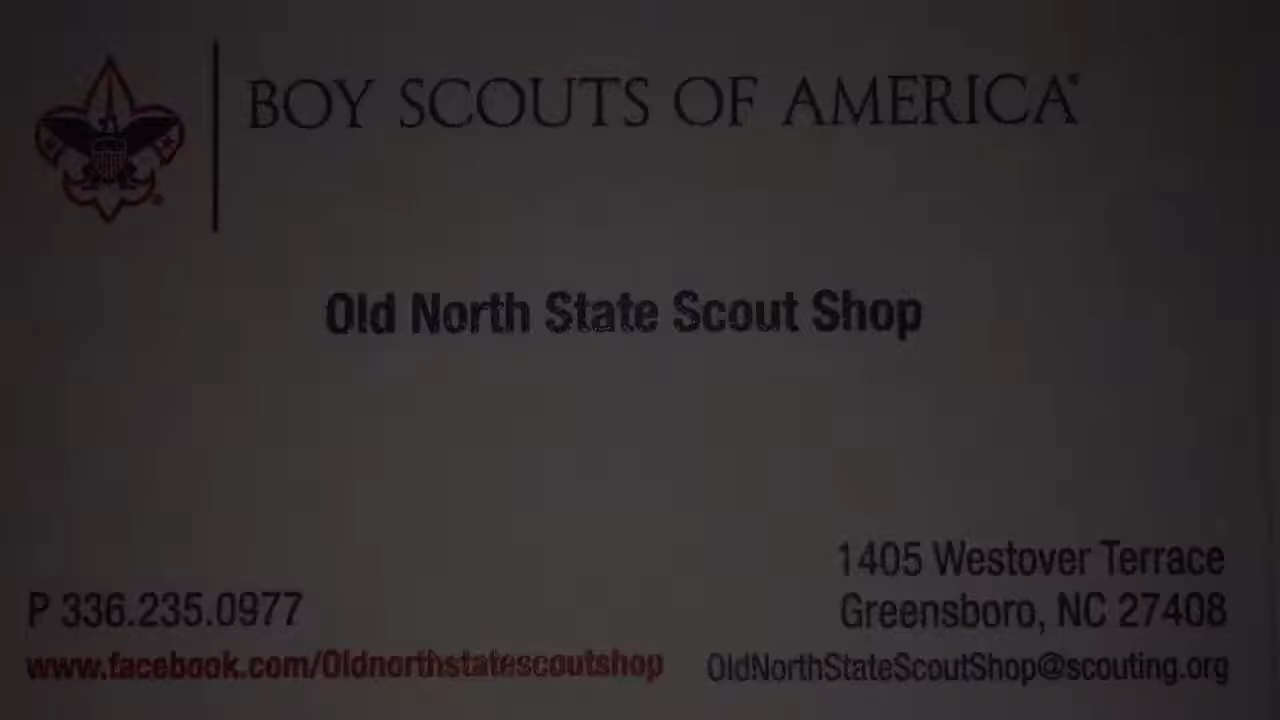 BOY SCOUTS OF AMERICA®
Old North State Scout Shop
1405 Westover Terrace
P 336.235.0977
Greensboro, NC 27408
www.facebook.com/Oldnorthstatescoutshop
OldNorthStateScoutShop@scouting.org